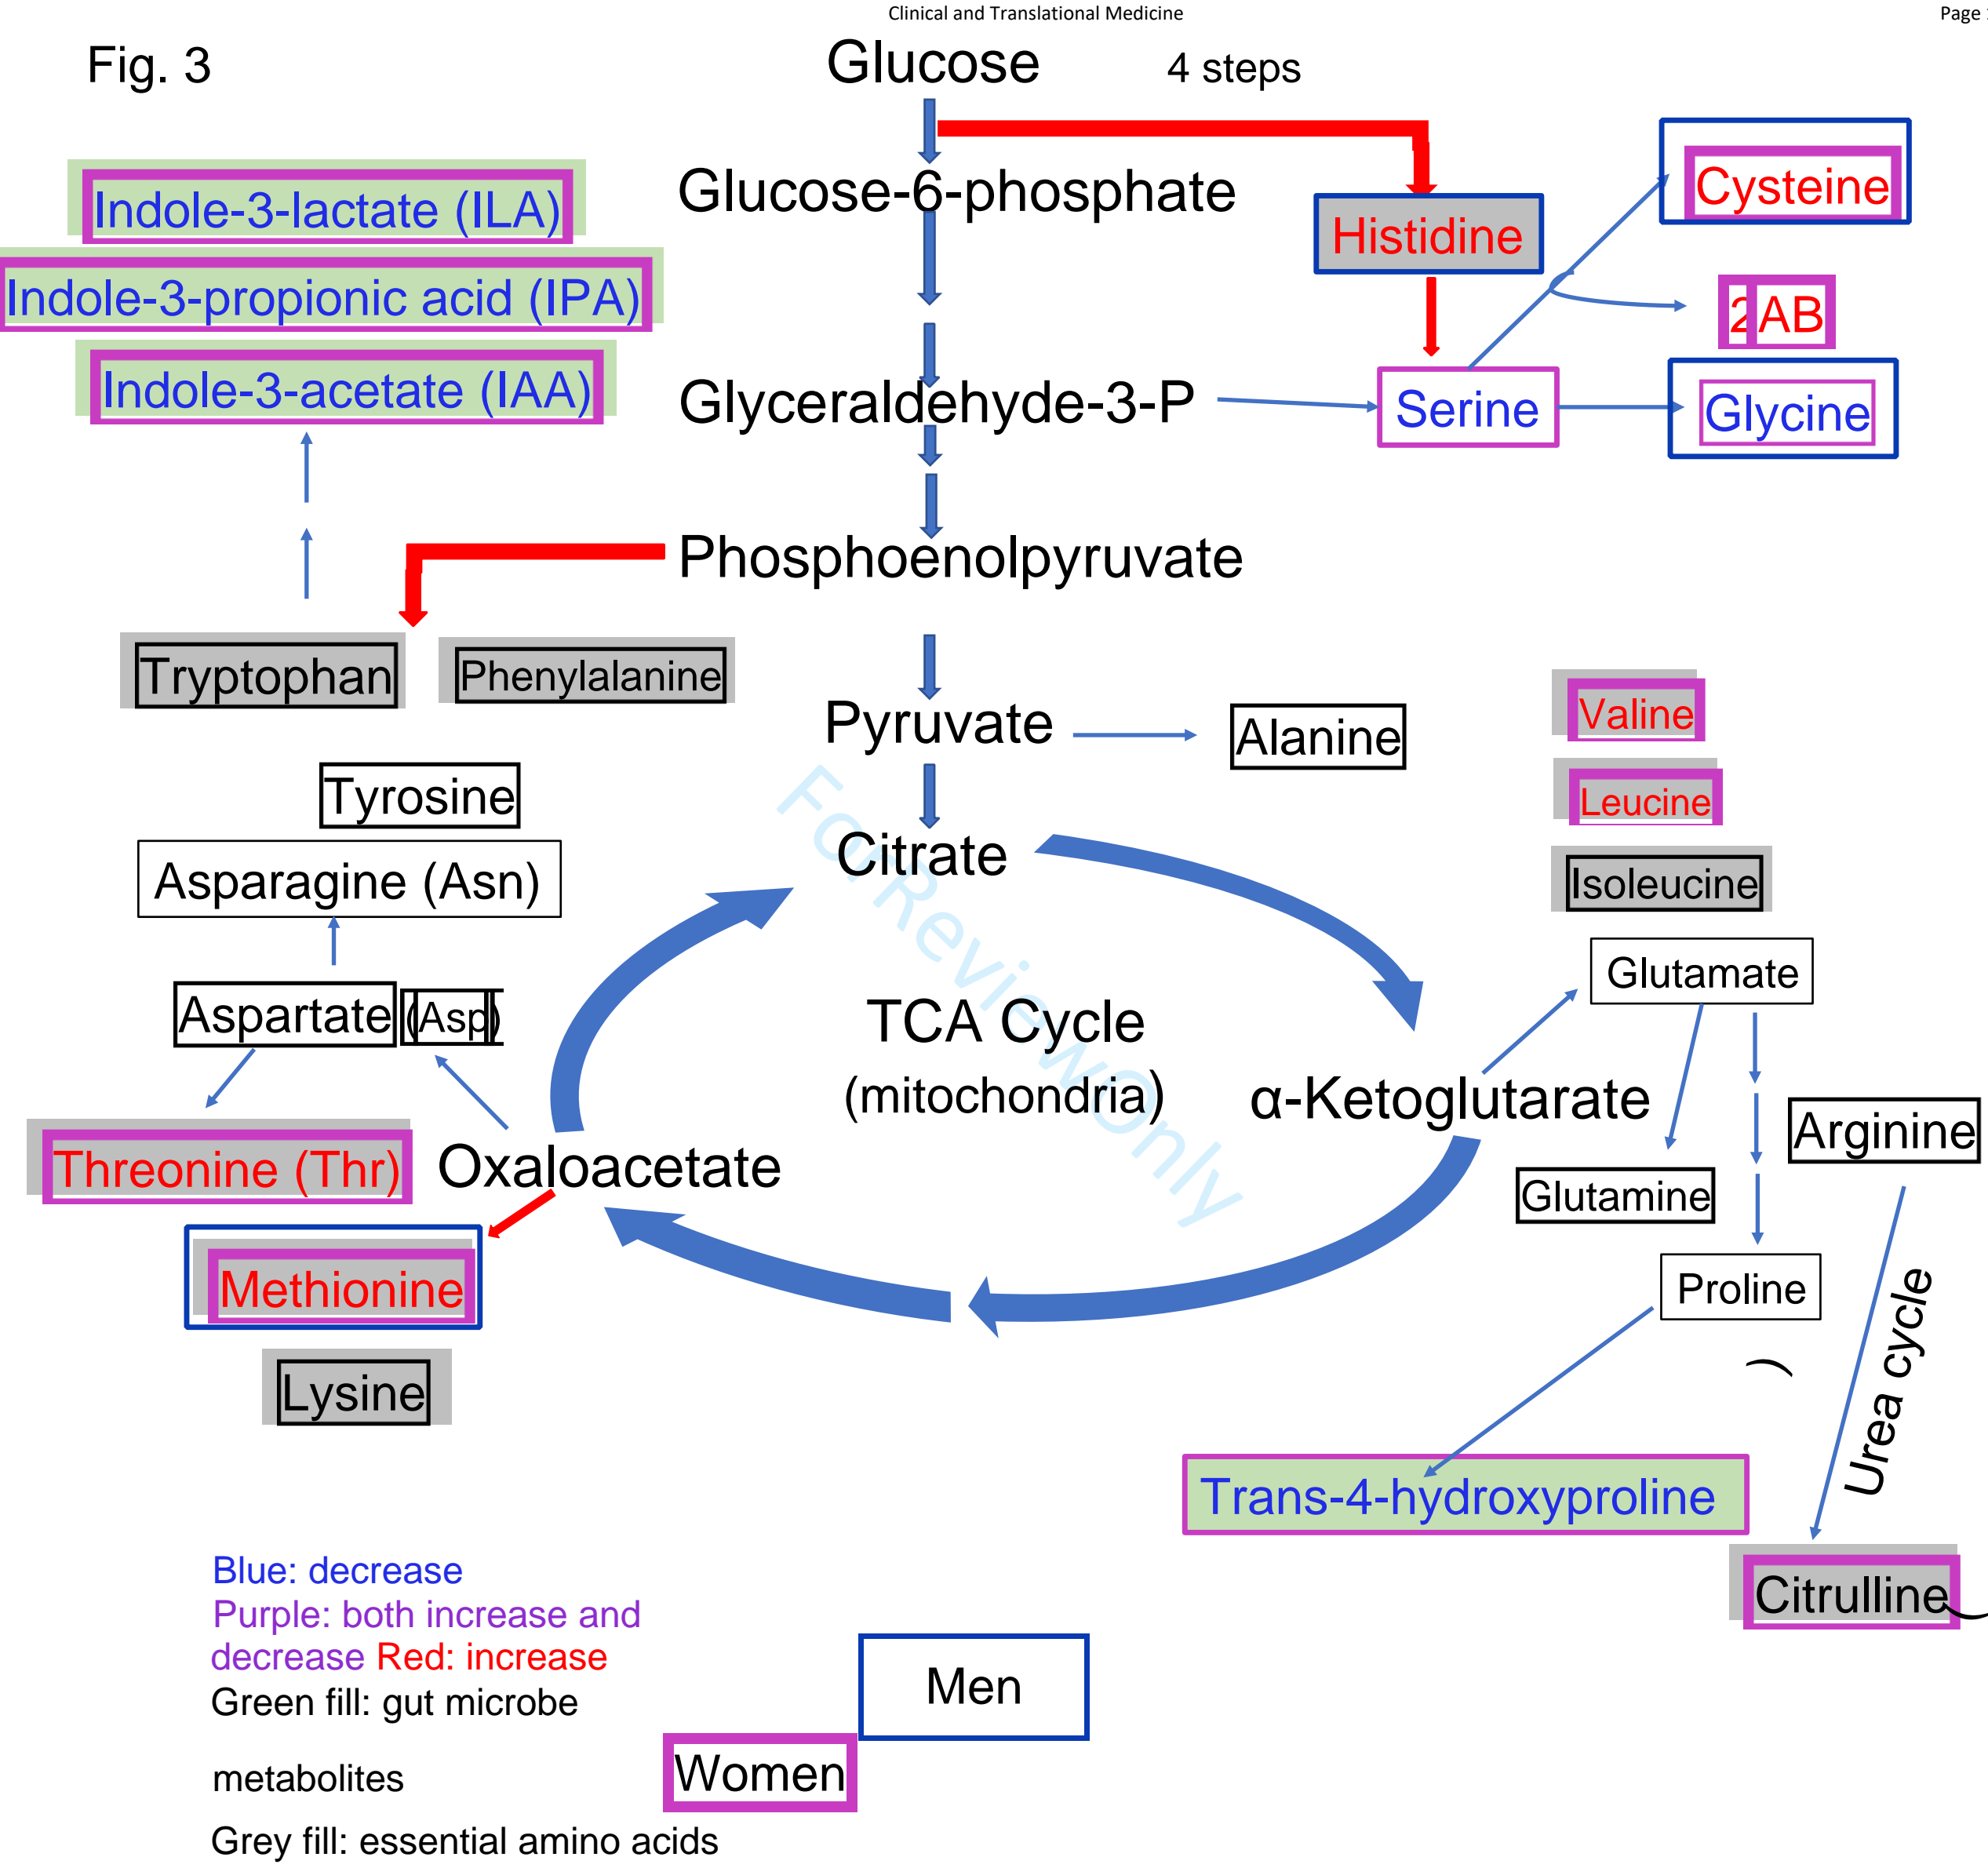 Clinical and Translational Medicine
Page
Fig. 3
Glucose
4 steps
Indole-3-lactate (ILA)
Glucose-6-phosphate
Cysteine
Histidine
Indole-3-propionic acid (IPA)
2AB
Indole-3-acetate (IAA)
Glyceraldehyde-3-P
Serine
Glycine
Phosphoenolpyruvate
Tryptophan
Phenylalanine
Pyruvate
Alanine
Valine
Tyrosine
Leucine
Citrate
Asparagine (Asn)
Isoleucine
Glutamate
Aspartate (Asp)
TCA Cycle
(mitochondria)
α-Ketoglutarate
Arginine
Threonine (Thr)
Oxaloacetate
Glutamine
Methionine
Proline
)
Lysine
Urea cycle
Trans-4-hydroxyproline
Citrulline
For Review Only
Blue: decrease
Purple: both increase and
decrease Red: increase
Green fill: gut microbe
metabolites
Grey fill: essential amino acids
Men
Women